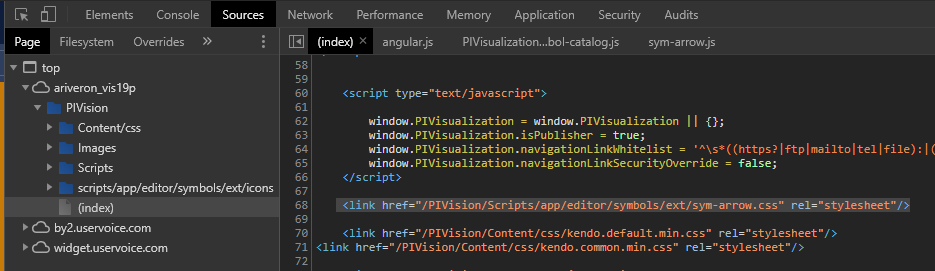 Elements Console Sources Network Performance Memory Application Security Audits
Page Filesystem Overrides » (index) × angular.js PIVisualization...bol-catalog.js sym-arrow.js
top
ariveron_vis19p
PIVision
Content/css
Images
Scripts
scripts/app/editor/symbols/ext/icons
(index)
by2.uservoice.com
widget.uservoice.com
58
59
60 <script type="text/javascript">
61
62 window.PIVisualization = window.PIVisualization || {};
63 window.PIVisualization.isPublisher = true;
64 window.PIVisualization.navigationLinkWhitelist = '^\s*((https?|ftp|mailto|tel|file):|(
65 window.PIVisualization.navigationLinkSecurityOverride = false;
66 </script>
67
68 <link href="/PIVision/Scripts/app/editor/symbols/ext/sym-arrow.css" rel="stylesheet"/>
69
70 <link href="/PIVision/Content/css/kendo.default.min.css" rel="stylesheet"/>
71 <link href="/PIVision/Content/css/kendo.common.min.css" rel="stylesheet"/>
72